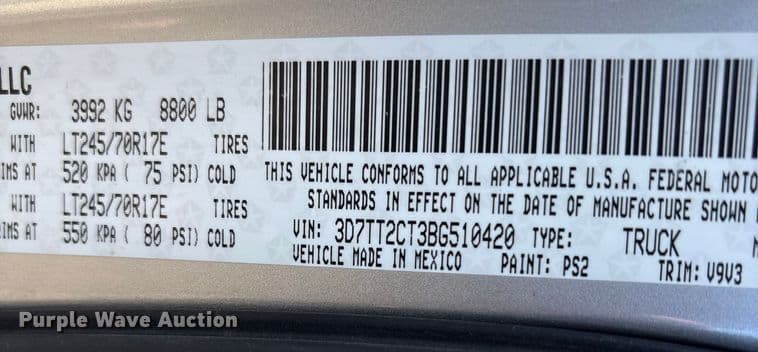 LLC
GVWR: 3992 KG 8800 LB
WITH LT245/70R17E TIRES
IMS AT 520 KPA ( 75 PSI) COLD
WITH LT245/70R17E TIRES
IMS AT 550 KPA ( 80 PSI) COLD
THIS VEHICLE CONFORMS TO ALL APPLICABLE U.S.A. FEDERAL MOTO
STANDARDS IN EFFECT ON THE DATE OF MANUFACTURE SHOWN
VIN: 3D7TT2CT3BG510420 TYPE: TRUCK
VEHICLE MADE IN MEXICO PAINT: PS2 TRIM: V9V3
Purple Wave Auction